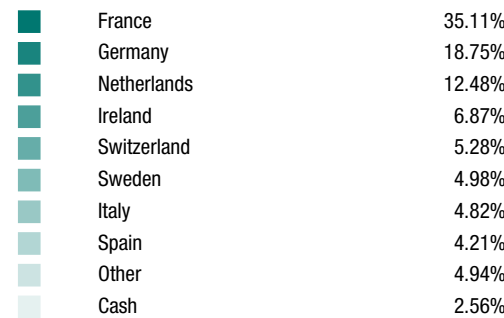 France 35.11%
Germany 18.75%
Netherlands 12.48%
Ireland 6.87%
Switzerland 5.28%
Sweden 4.98%
Italy 4.82%
Spain 4.21%
Other 4.94%
Cash 2.56%